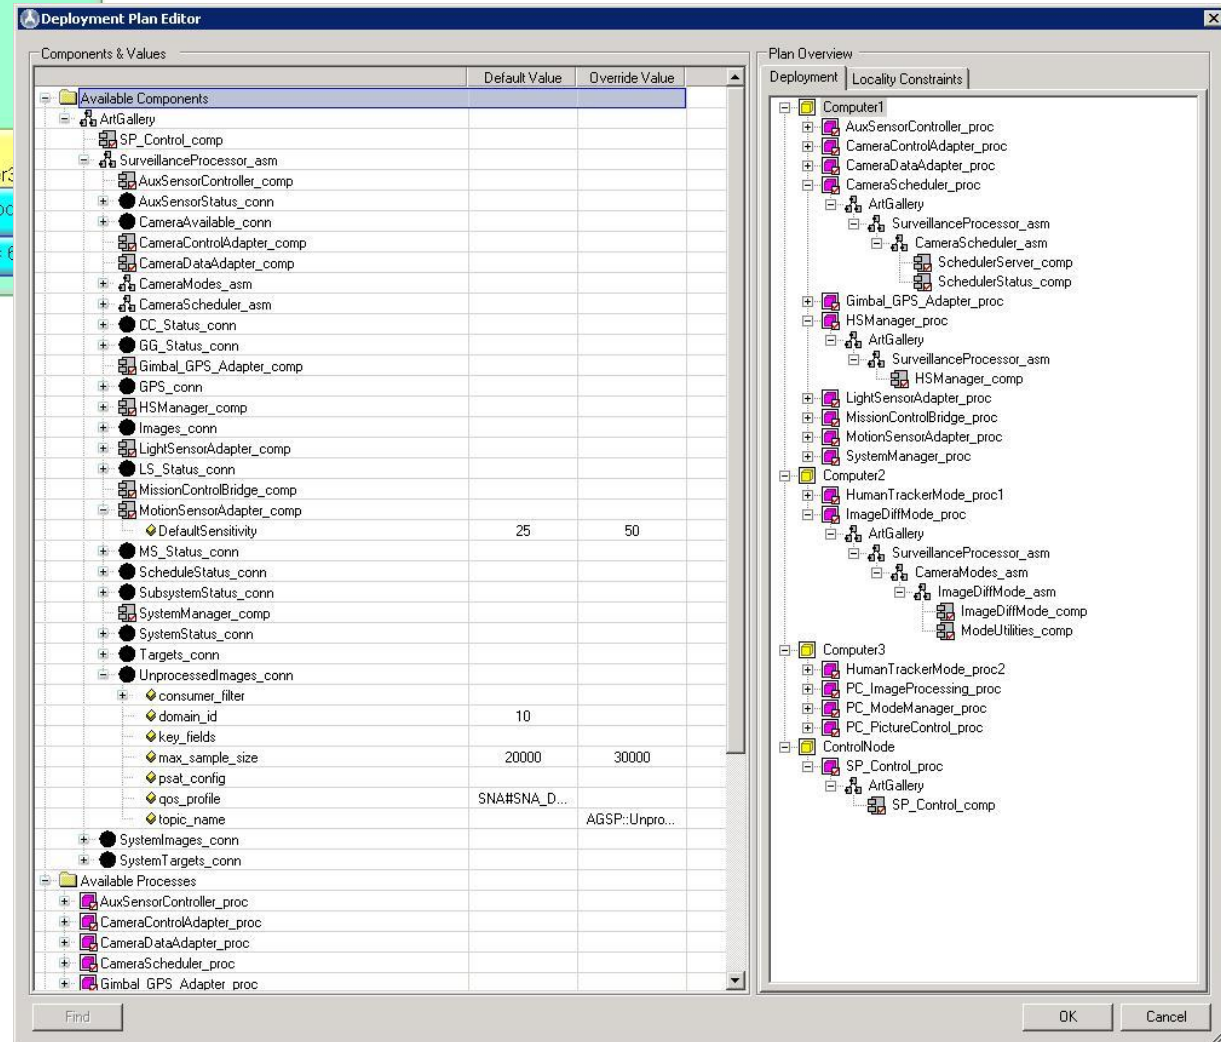 Deployment Plan Editor
Components & Values
Default Value Override Value
Available Components
ArtGallery
SP_Control_comp
SurveillanceProcessor_asm
AuxSensorController_comp
AuxSensorStatus_conn
CameraAvailable_conn
CameraControlAdapter_comp
CameraDataAdapter_comp
CameraModes_asm
CameraScheduler_asm
CC_Status_conn
GG_Status_conn
Gimbal_GPS_Adapter_comp
GPS_conn
HSManager_comp
Images_conn
LightSensorAdapter_comp
LS_Status_conn
MissionControlBridge_comp
MotionSensorAdapter_comp
DefaultSensitivity 25 50
MS_Status_conn
ScheduleStatus_conn
SubsystemStatus_conn
SystemManager_comp
SystemStatus_conn
Targets_conn
UnprocessedImages_conn
consumer_filter
domain_id 10
key_fields
max_sample_size 20000 30000
psat_config
qos_profile SNA#SNA_D...
topic_name AGSP::Unpro...
SystemImages_conn
SystemTargets_conn
Available Processes
AuxSensorController_proc
CameraControlAdapter_proc
CameraDataAdapter_proc
CameraScheduler_proc
Gimbal GPS Adapter proc
Find
Plan Overview
Deployment Locality Constraints
Computer1
AuxSensorController_proc
CameraControlAdapter_proc
CameraDataAdapter_proc
CameraScheduler_proc
ArtGallery
SurveillanceProcessor_asm
CameraScheduler_asm
SchedulerServer_comp
SchedulerStatus_comp
Gimbal_GPS_Adapter_proc
HSManager_proc
ArtGallery
SurveillanceProcessor_asm
HSManager_comp
LightSensorAdapter_proc
MissionControlBridge_proc
MotionSensorAdapter_proc
SystemManager_proc
Computer2
HumanTrackerMode_proc1
ImageDiffMode_proc
ArtGallery
SurveillanceProcessor_asm
CameraModes_asm
ImageDiffMode_asm
ImageDiffMode_comp
ModeUtilities_comp
Computer3
HumanTrackerMode_proc2
PC_ImageProcessing_proc
PC_ModeManager_proc
PC_PictureControl_proc
ControlNode
SP_Control_proc
ArtGallery
SP_Control_comp
OK Cancel